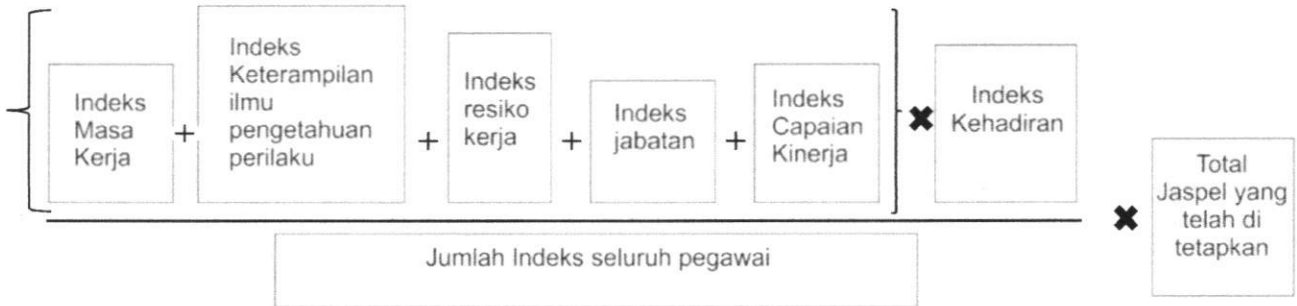 Indeks
Masa
Kerja
+
Indeks
Keterampilan
ilmu
pengetahuan
perilaku
+
Indeks
resiko
kerja
+
Indeks
jabatan
+
Indeks
Capaian
Kinerja
✖
Indeks
Kehadiran
Jumlah Indeks seluruh pegawai
✖
Total
Jaspel yang
telah di
tetapkan